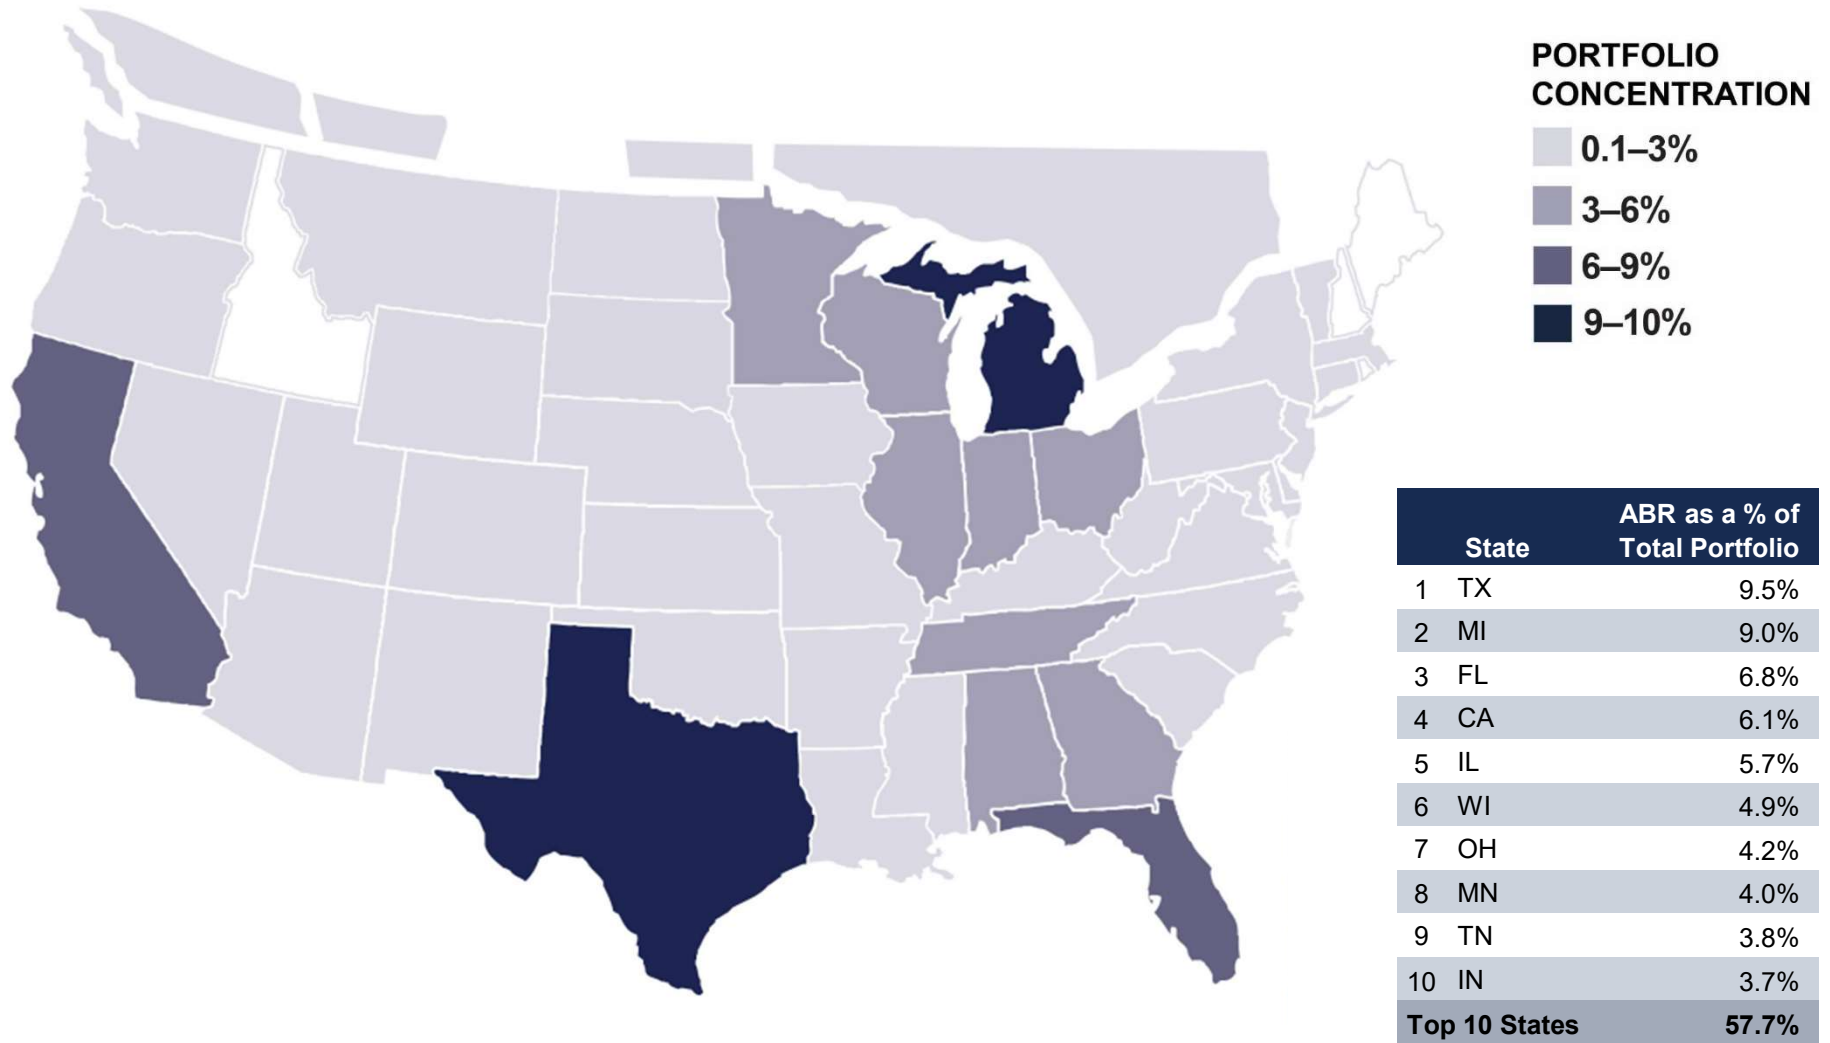 PORTFOLIO
CONCENTRATION
0.1–3%
3–6%
6–9%
9–10%
State ABR as a % of Total Portfolio
1 TX 9.5%
2 MI 9.0%
3 FL 6.8%
4 CA 6.1%
5 IL 5.7%
6 WI 4.9%
7 OH 4.2%
8 MN 4.0%
9 TN 3.8%
10 IN 3.7%
Top 10 States 57.7%